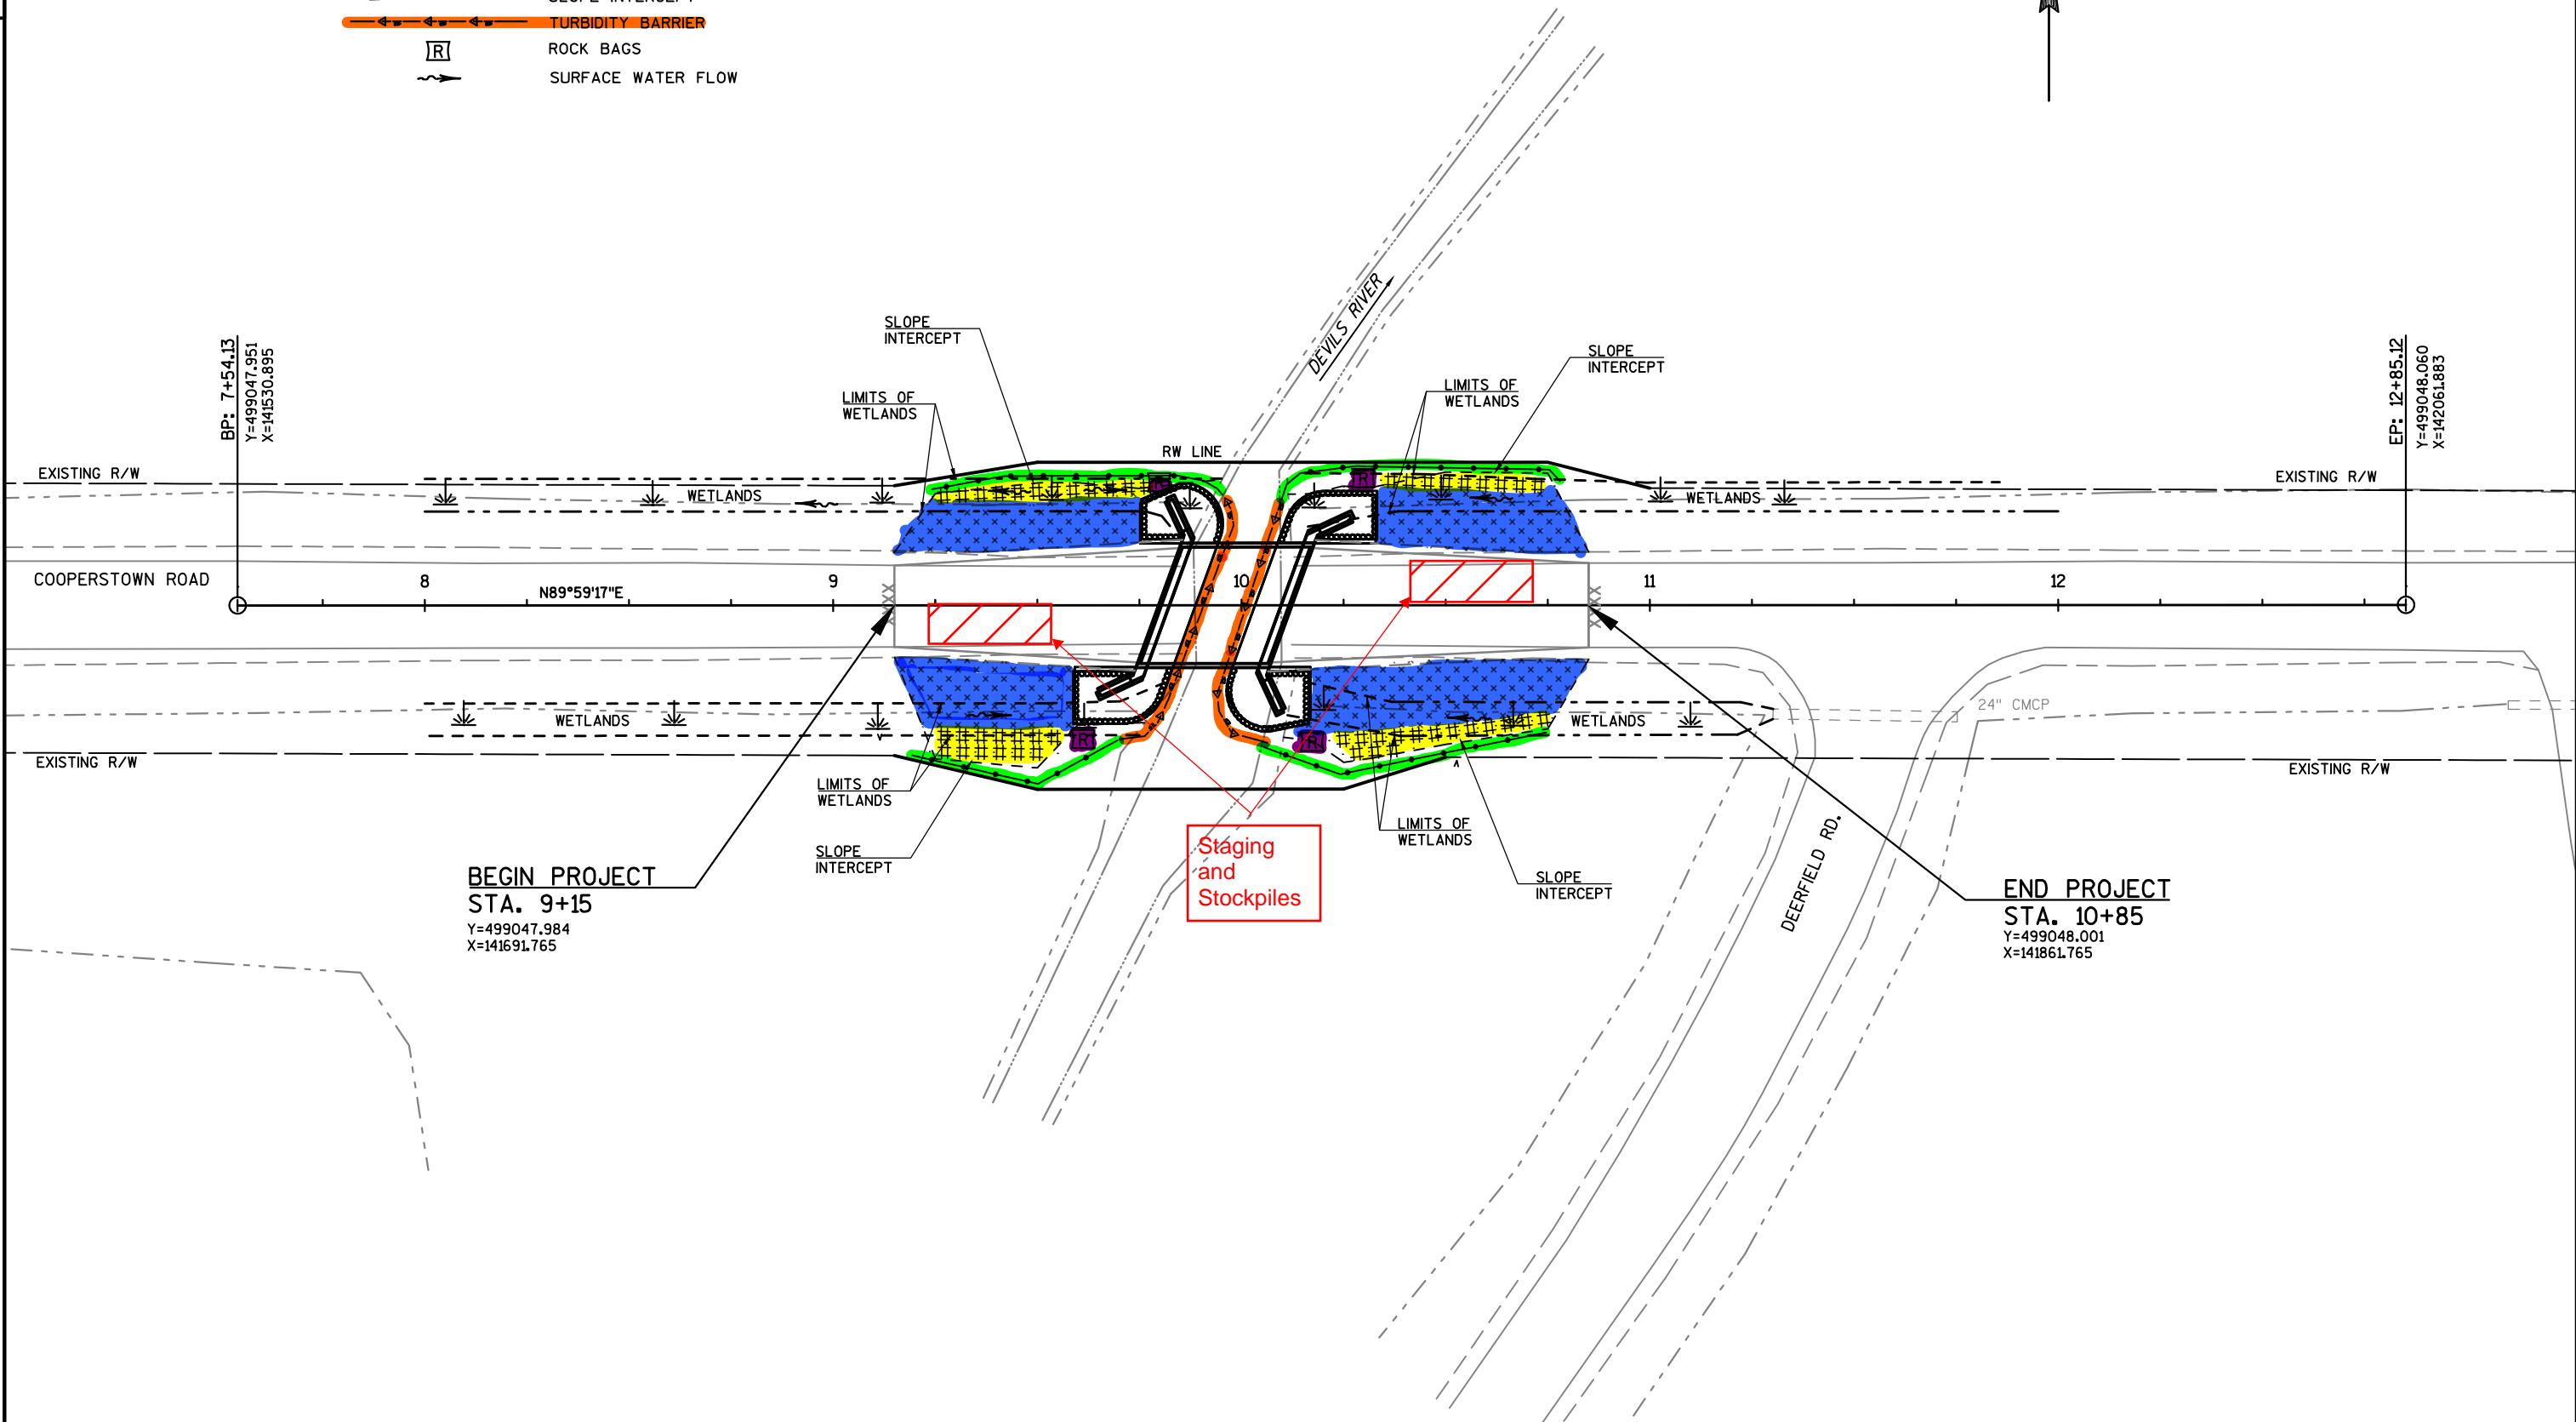 TURBIDITY BARRIER
R
ROCK BAGS
SURFACE WATER FLOW
DEVILS RIVER
SLOPE
INTERCEPT
SLOPE
INTERCEPT
BP: 7+54.13
Y=499047.951
X=141530.895
EP: 12+85.12
Y=499048.060
X=142061.883
LIMITS OF
WETLANDS
LIMITS OF
WETLANDS
RW LINE
EXISTING R/W
EXISTING R/W
R
WETLANDS
WETLANDS
COOPERSTOWN ROAD
8
9
10
11
12
N89°59'17"E
24" CMCP
WETLANDS
WETLANDS
R
R
EXISTING R/W
EXISTING R/W
LIMITS OF
WETLANDS
LIMITS OF
WETLANDS
SLOPE
INTERCEPT
Staging
and
Stockpiles
SLOPE
INTERCEPT
DEERFIELD RD.
BEGIN PROJECT
STA. 9+15
Y=499047.984
X=141691.765
END PROJECT
STA. 10+85
Y=499048.001
X=141861.765